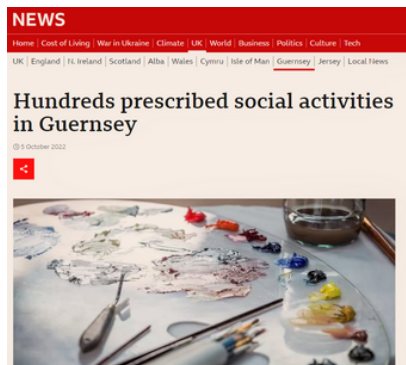 NEWS
Home Cost of Living War in Ukraine Climate UK World Business Politics Culture Tech
UK England N. Ireland Scotland Alba Wales Cymru Isle of Man Guernsey Jersey Local News
Hundreds prescribed social activities
in Guernsey
5 October 2022